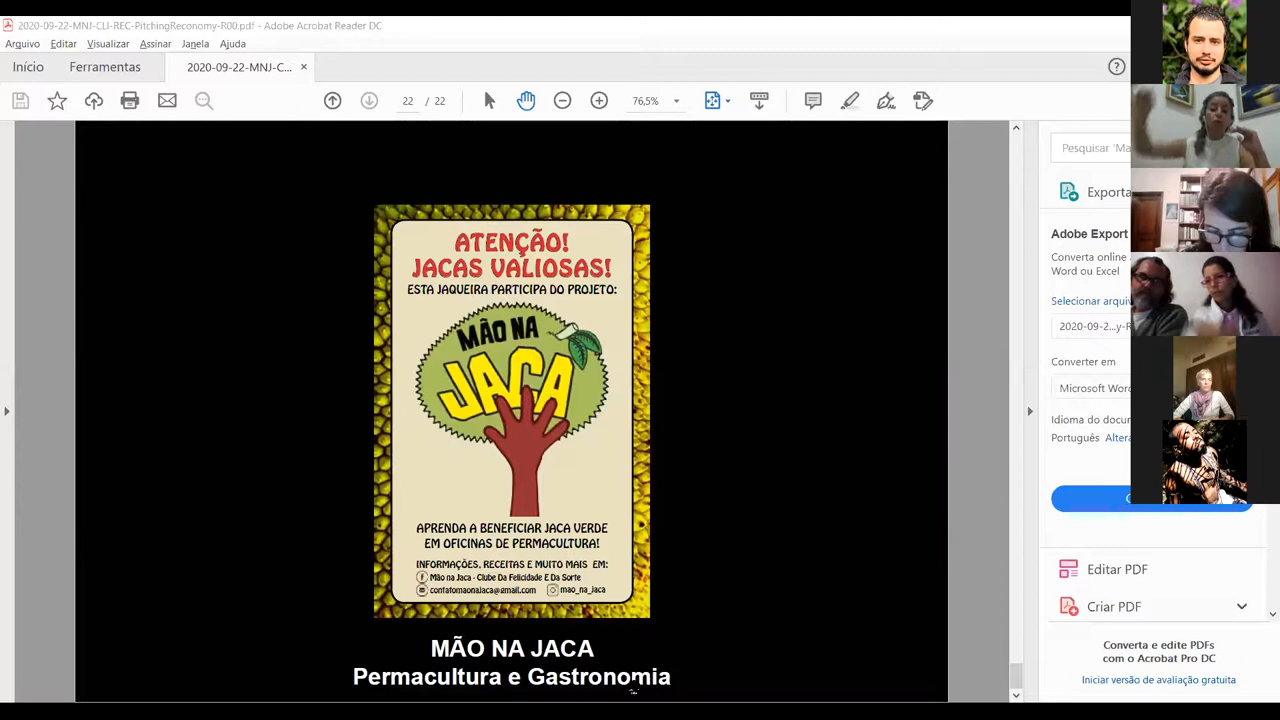 2020-09-22-MNJ-CLI-REC-PitchingReconomy-R00.pdf - Adobe Acrobat Reader DC
Arquivo Editar Visualizar Assinar Janela Ajuda
Início Ferramentas 2020-09-22-MNJ-C... ×
22 / 22 76,5%
Pesquisar 'Ma
Exporta
Adobe Export
Converta online
Word ou Excel
Selecionar arquiv
2020-09-2...y-R
Converter em
Microsoft Word
Idioma do docum
Português Altera
C
Editar PDF
Criar PDF
Converta e edite PDFs
com o Acrobat Pro DC
Iniciar versão de avaliação gratuita
ATENÇÃO!
JACAS VALIOSAS!
ESTA JAQUEIRA PARTICIPA DO PROJETO:
MÃO NA
JACA
APRENDA A BENEFICIAR JACA VERDE
EM OFICINAS DE PERMACULTURA!
INFORMAÇÕES, RECEITAS E MUITO MAIS EM:
Mão na Jaca - Clube Da Felicidade E Da Sorte
contatomaonajaca@gmail.com mao_na_jaca
MÃO NA JACA
Permacultura e Gastronomia